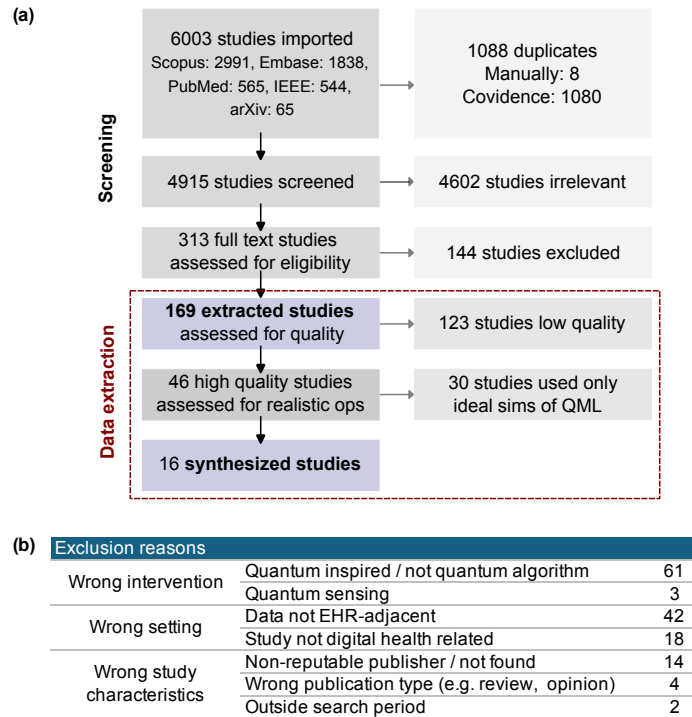 (a)
6003 studies imported
Scopus: 2991, Embase: 1838,
PubMed: 565, IEEE: 544,
arXiv: 65
1088 duplicates
Manually: 8
Covidence: 1080
Screening
4915 studies screened
4602 studies irrelevant
313 full text studies
assessed for eligibility
144 studies excluded
Data extraction
169 extracted studies
assessed for quality
123 studies low quality
46 high quality studies
assessed for realistic ops
30 studies used only
ideal sims of QML
16 synthesized studies
(b)
Exclusion reasons
Wrong intervention
Quantum inspired / not quantum algorithm 61
Quantum sensing 3
Wrong setting
Data not EHR-adjacent 42
Study not digital health related 18
Wrong study
characteristics
Non-reputable publisher / not found 14
Wrong publication type (e.g. review, opinion) 4
Outside search period 2